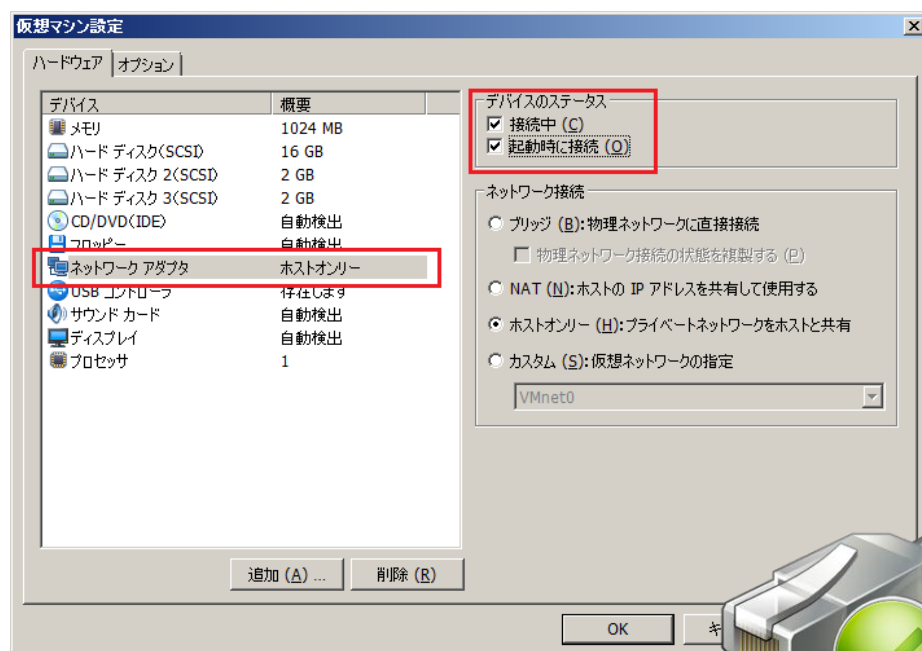 仮想マシン設定
ハードウェア オプション
デバイス 概要
メモリ 1024 MB
ハード ディスク(SCSI) 16 GB
ハード ディスク 2(SCSI) 2 GB
ハード ディスク 3(SCSI) 2 GB
CD/DVD(IDE) 自動検出
フロッピー 自動検出
ネットワーク アダプタ ホストオンリー
USB コントローラ 存在します
サウンド カード 自動検出
ディスプレイ 自動検出
プロセッサ 1
追加 (A) ... 削除 (R)
デバイスのステータス
接続中 (C)
起動時に接続 (O)
ネットワーク接続
ブリッジ (B):物理ネットワークに直接接続
物理ネットワーク接続の状態を複製する (P)
NAT (N):ホストの IP アドレスを共有して使用する
ホストオンリー (H):プライベートネットワークをホストと共有
カスタム (S):仮想ネットワークの指定
VMnet0
OK